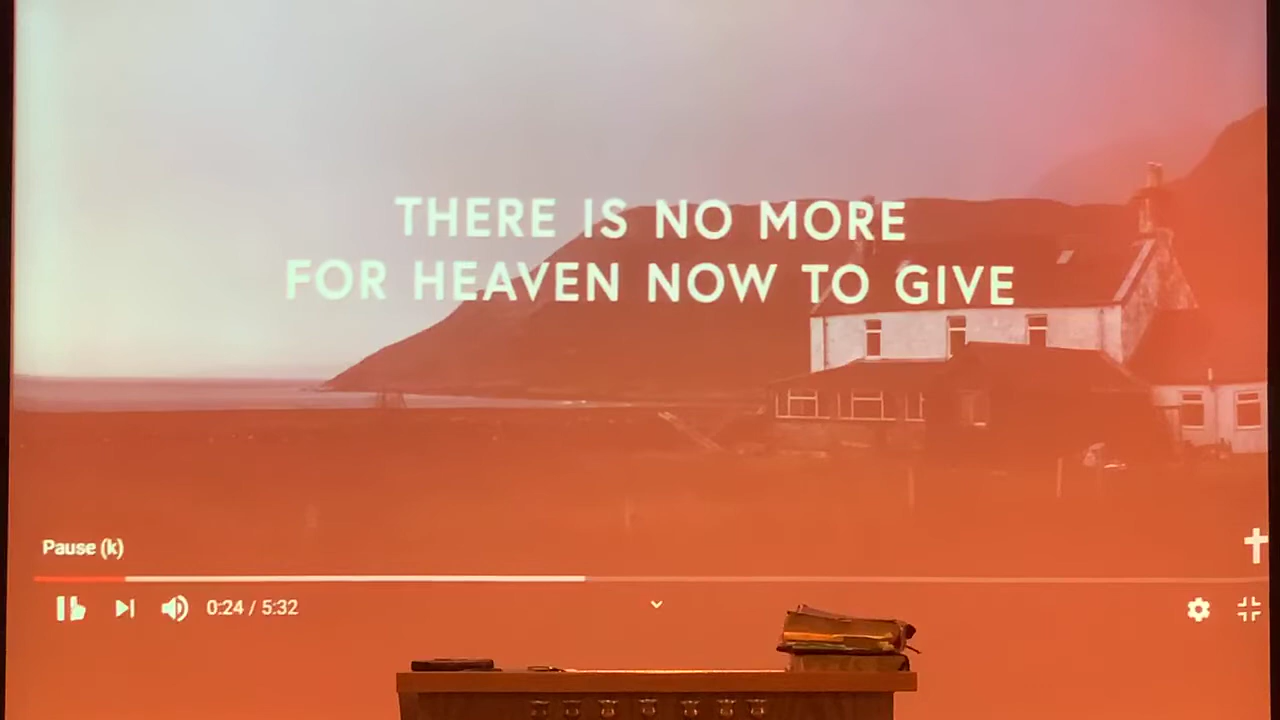 THERE IS NO MORE
FOR HEAVEN NOW TO GIVE
Pause (k)
0:24 / 5:32